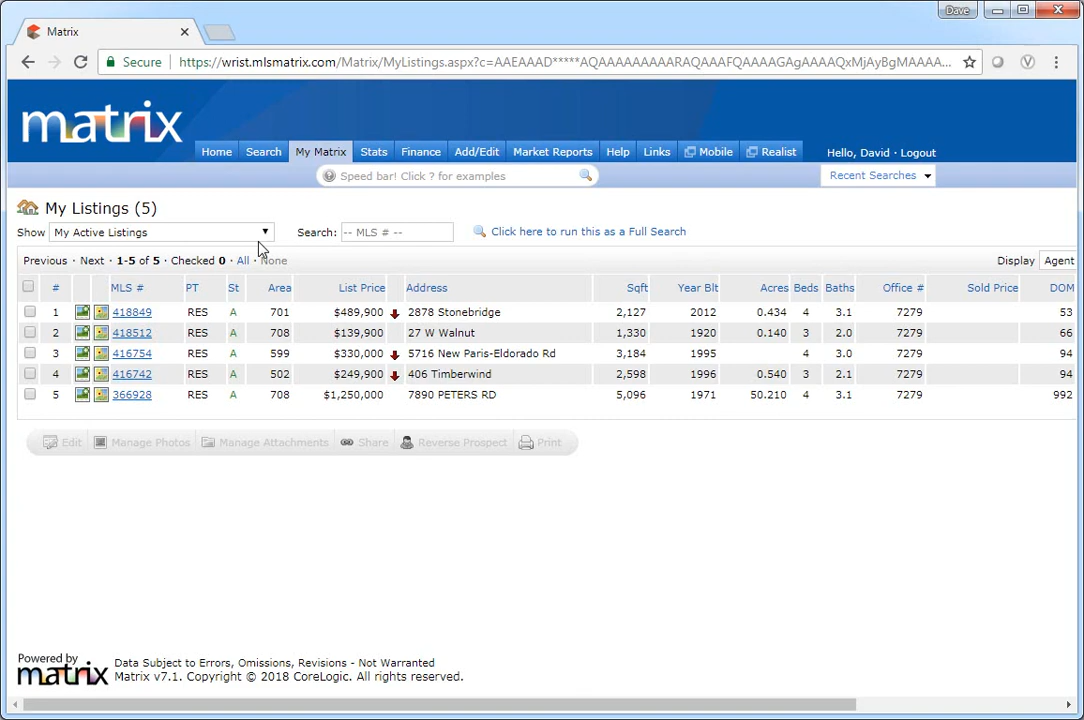 Dave
Matrix
Secure https://wrist.mlsmatrix.com/Matrix/MyListings.aspx?c=AAEAAAD*****AQAAAAAAAAARAQAAAFQAAAAGAgAAAAQxMjAyBgMAAAA...
matrix
Home Search My Matrix Stats Finance Add/Edit Market Reports Help Links Mobile Realist Hello, David · Logout
Speed bar! Click ? for examples Recent Searches
My Listings (5)
Show My Active Listings Search: -- MLS # -- Click here to run this as a Full Search
Previous · Next · 1-5 of 5 · Checked 0 · All · None Display Agent
# MLS # PT St Area List Price Address Sqft Year Blt Acres Beds Baths Office # Sold Price DOM
1 418849 RES A 701 $489,900 2878 Stonebridge 2,127 2012 0.434 4 3.1 7279 53
2 418512 RES A 708 $139,900 27 W Walnut 1,330 1920 0.140 3 2.0 7279 66
3 416754 RES A 599 $330,000 5716 New Paris-Eldorado Rd 3,184 1995 4 3.0 7279 94
4 416742 RES A 502 $249,900 406 Timberwind 2,598 1996 0.540 4 2.1 7279 94
5 366928 RES A 708 $1,250,000 7890 PETERS RD 5,096 1971 50.210 4 3.1 7279 992
Edit Manage Photos Manage Attachments Share Reverse Prospect Print
Powered by
matrix
Data Subject to Errors, Omissions, Revisions - Not Warranted
Matrix v7.1. Copyright © 2018 CoreLogic. All rights reserved.